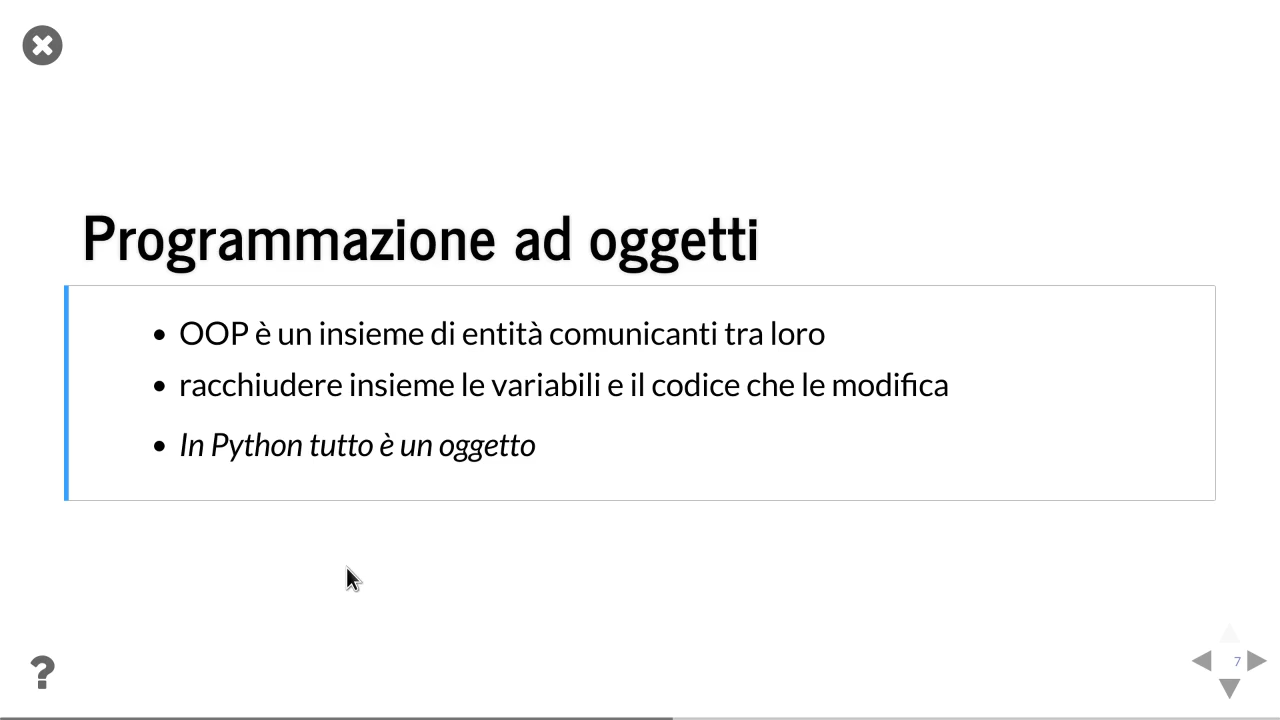 Programmazione ad oggetti
• OOP è un insieme di entità comunicanti tra loro
• racchiudere insieme le variabili e il codice che le modifica
• In Python tutto è un oggetto
?
7